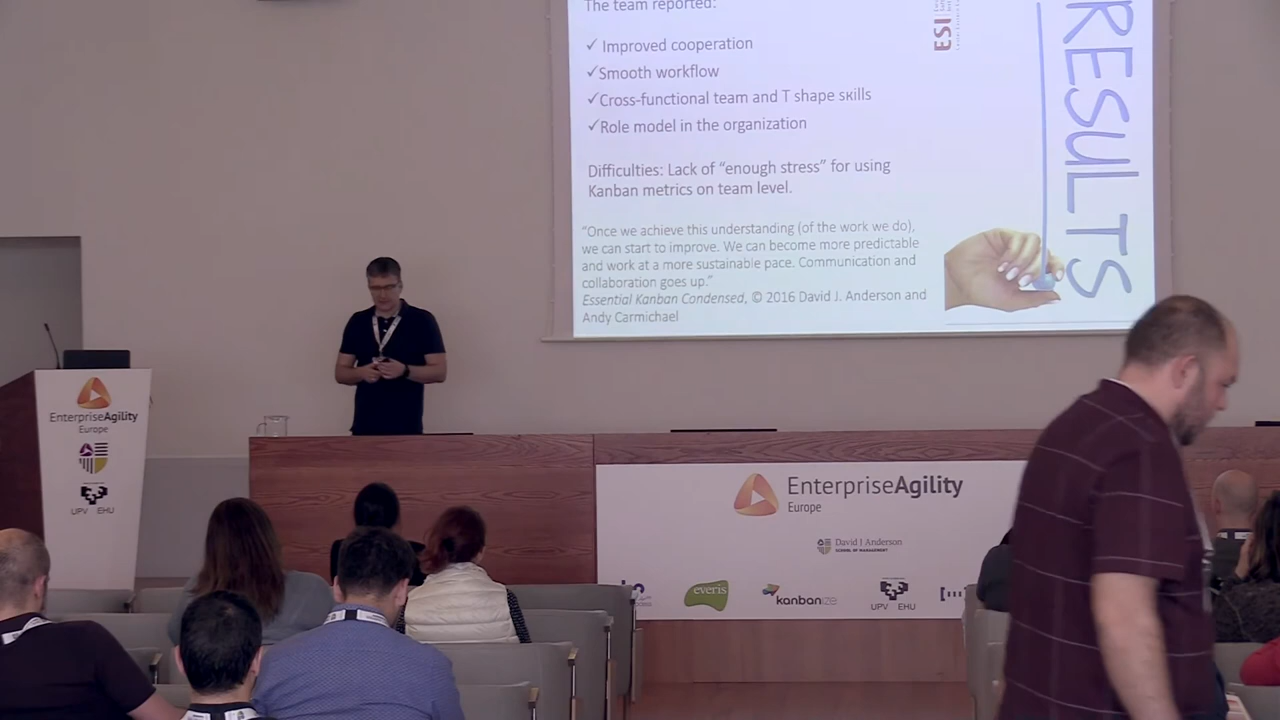 The team reported:
✓ Improved cooperation
✓Smooth workflow
✓Cross-functional team and T shape skills
✓Role model in the organization
Difficulties: Lack of “enough stress” for using
Kanban metrics on team level.
“Once we achieve this understanding (of the work we do),
we can start to improve. We can become more predictable
and work at a more sustainable pace. Communication and
collaboration goes up.”
Essential Kanban Condensed, © 2016 David J. Anderson and
Andy Carmichael
ESI
RESULTS
EnterpriseAgility
Europe
UPV EHU
EnterpriseAgility
Europe
David J Anderson
SCHOOL OF MANAGEMENT
everis
kanbanize
UPV EHU